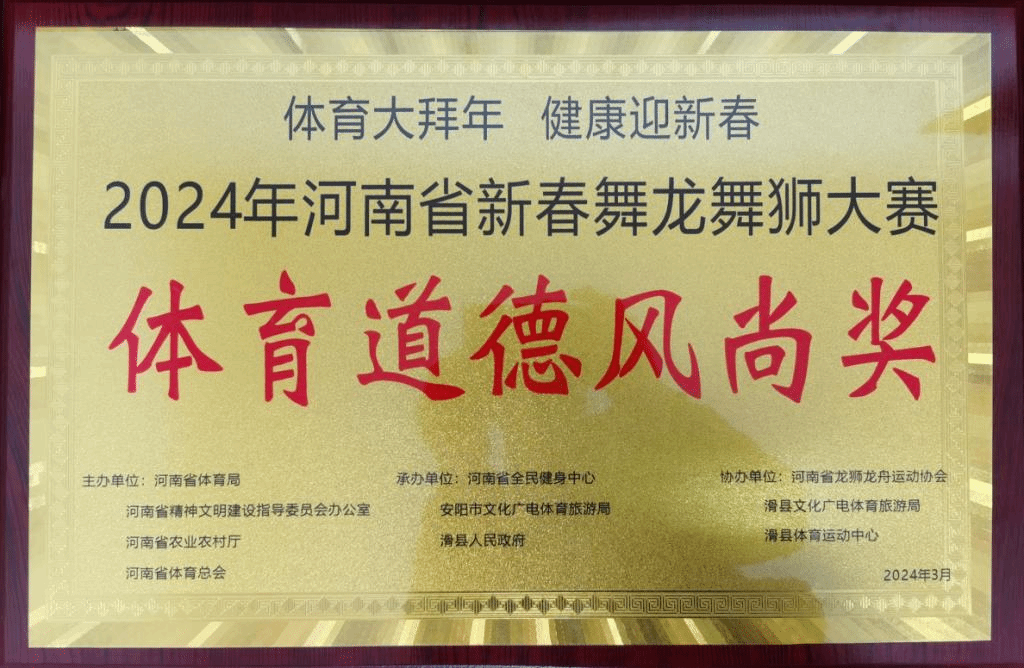 体育大拜年 健康迎新春
2024年河南省新春舞龙舞狮大赛
体育道德风尚奖
主办单位：河南省体育局
河南省精神文明建设指导委员会办公室
河南省农业农村厅
河南省体育总会
承办单位：河南省全民健身中心
安阳市文化广电体育旅游局
滑县人民政府
协办单位：河南省龙狮龙舟运动协会
滑县文化广电体育旅游局
滑县体育运动中心
2024年3月